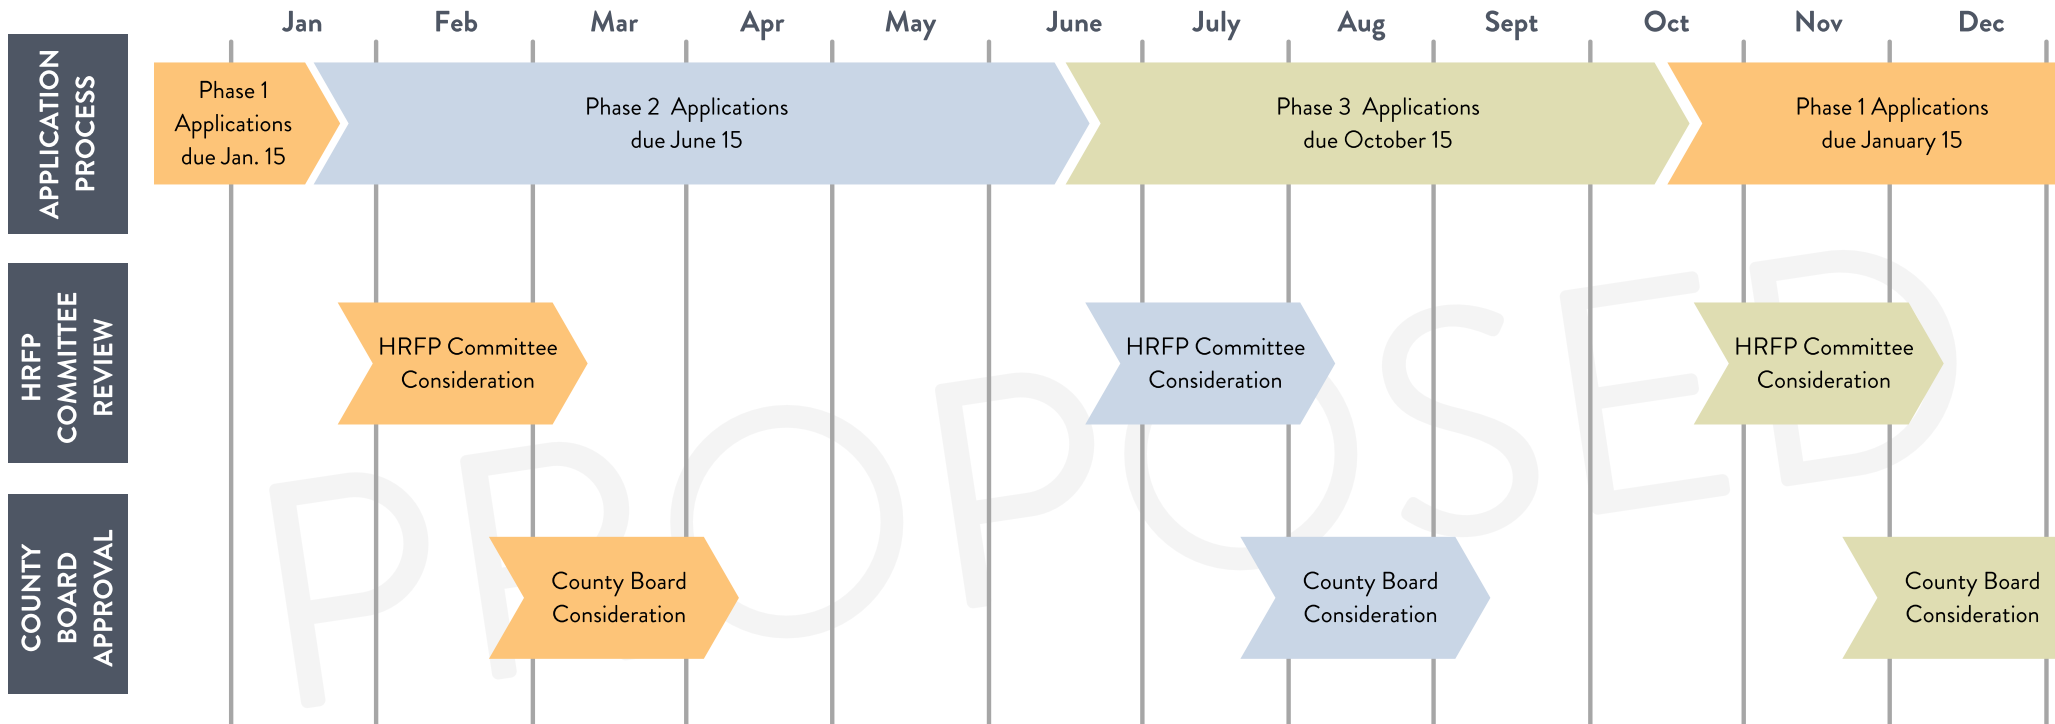 Jan Feb Mar Apr May June July Aug Sept Oct Nov Dec
APPLICATION
PROCESS
Phase 1
Applications
due Jan. 15
Phase 2  Applications
due June 15
Phase 3  Applications
due October 15
Phase 1 Applications
due January 15
HRFP
COMMITTEE
REVIEW
HRFP Committee
Consideration
HRFP Committee
Consideration
HRFP Committee
Consideration
COUNTY
BOARD
APPROVAL
County Board
Consideration
County Board
Consideration
County Board
Consideration
PROPOSED